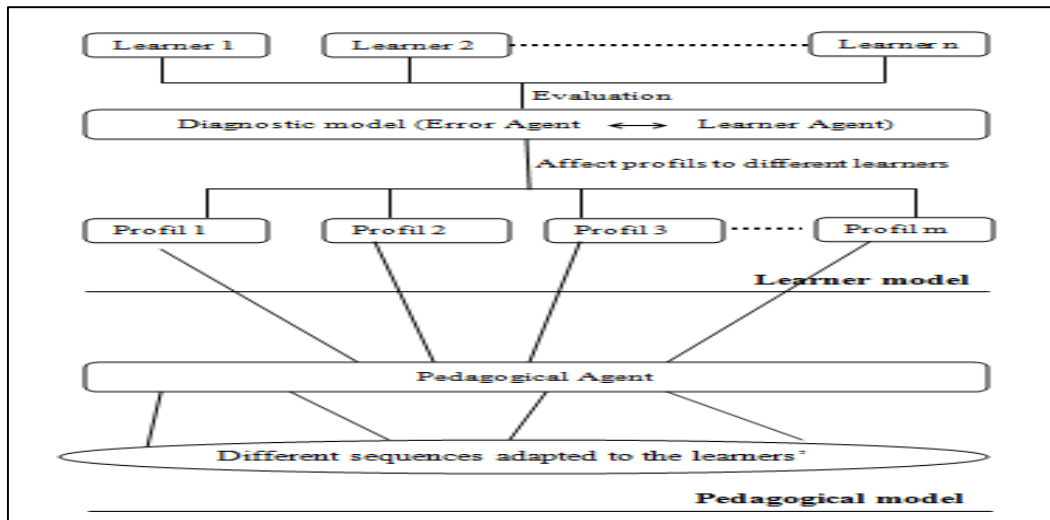 Learner 1 Learner 2 Learner n
Evaluation
Diagnostic model (Error Agent Learner Agent)
Affect profils to different learners
Profil 1 Profil 2 Profil 3 Profil m
Learner model
Pedagogical Agent
Different sequences adapted to the learners'
Pedagogical model